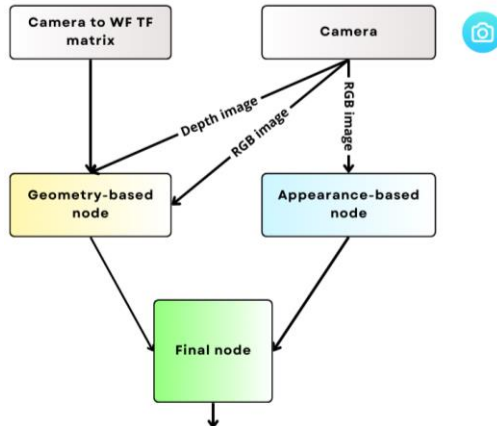 Camera to WF TF
matrix
Camera
Depth image
RGB image
RGB image
Geometry-based
node
Appearance-based
node
Final node